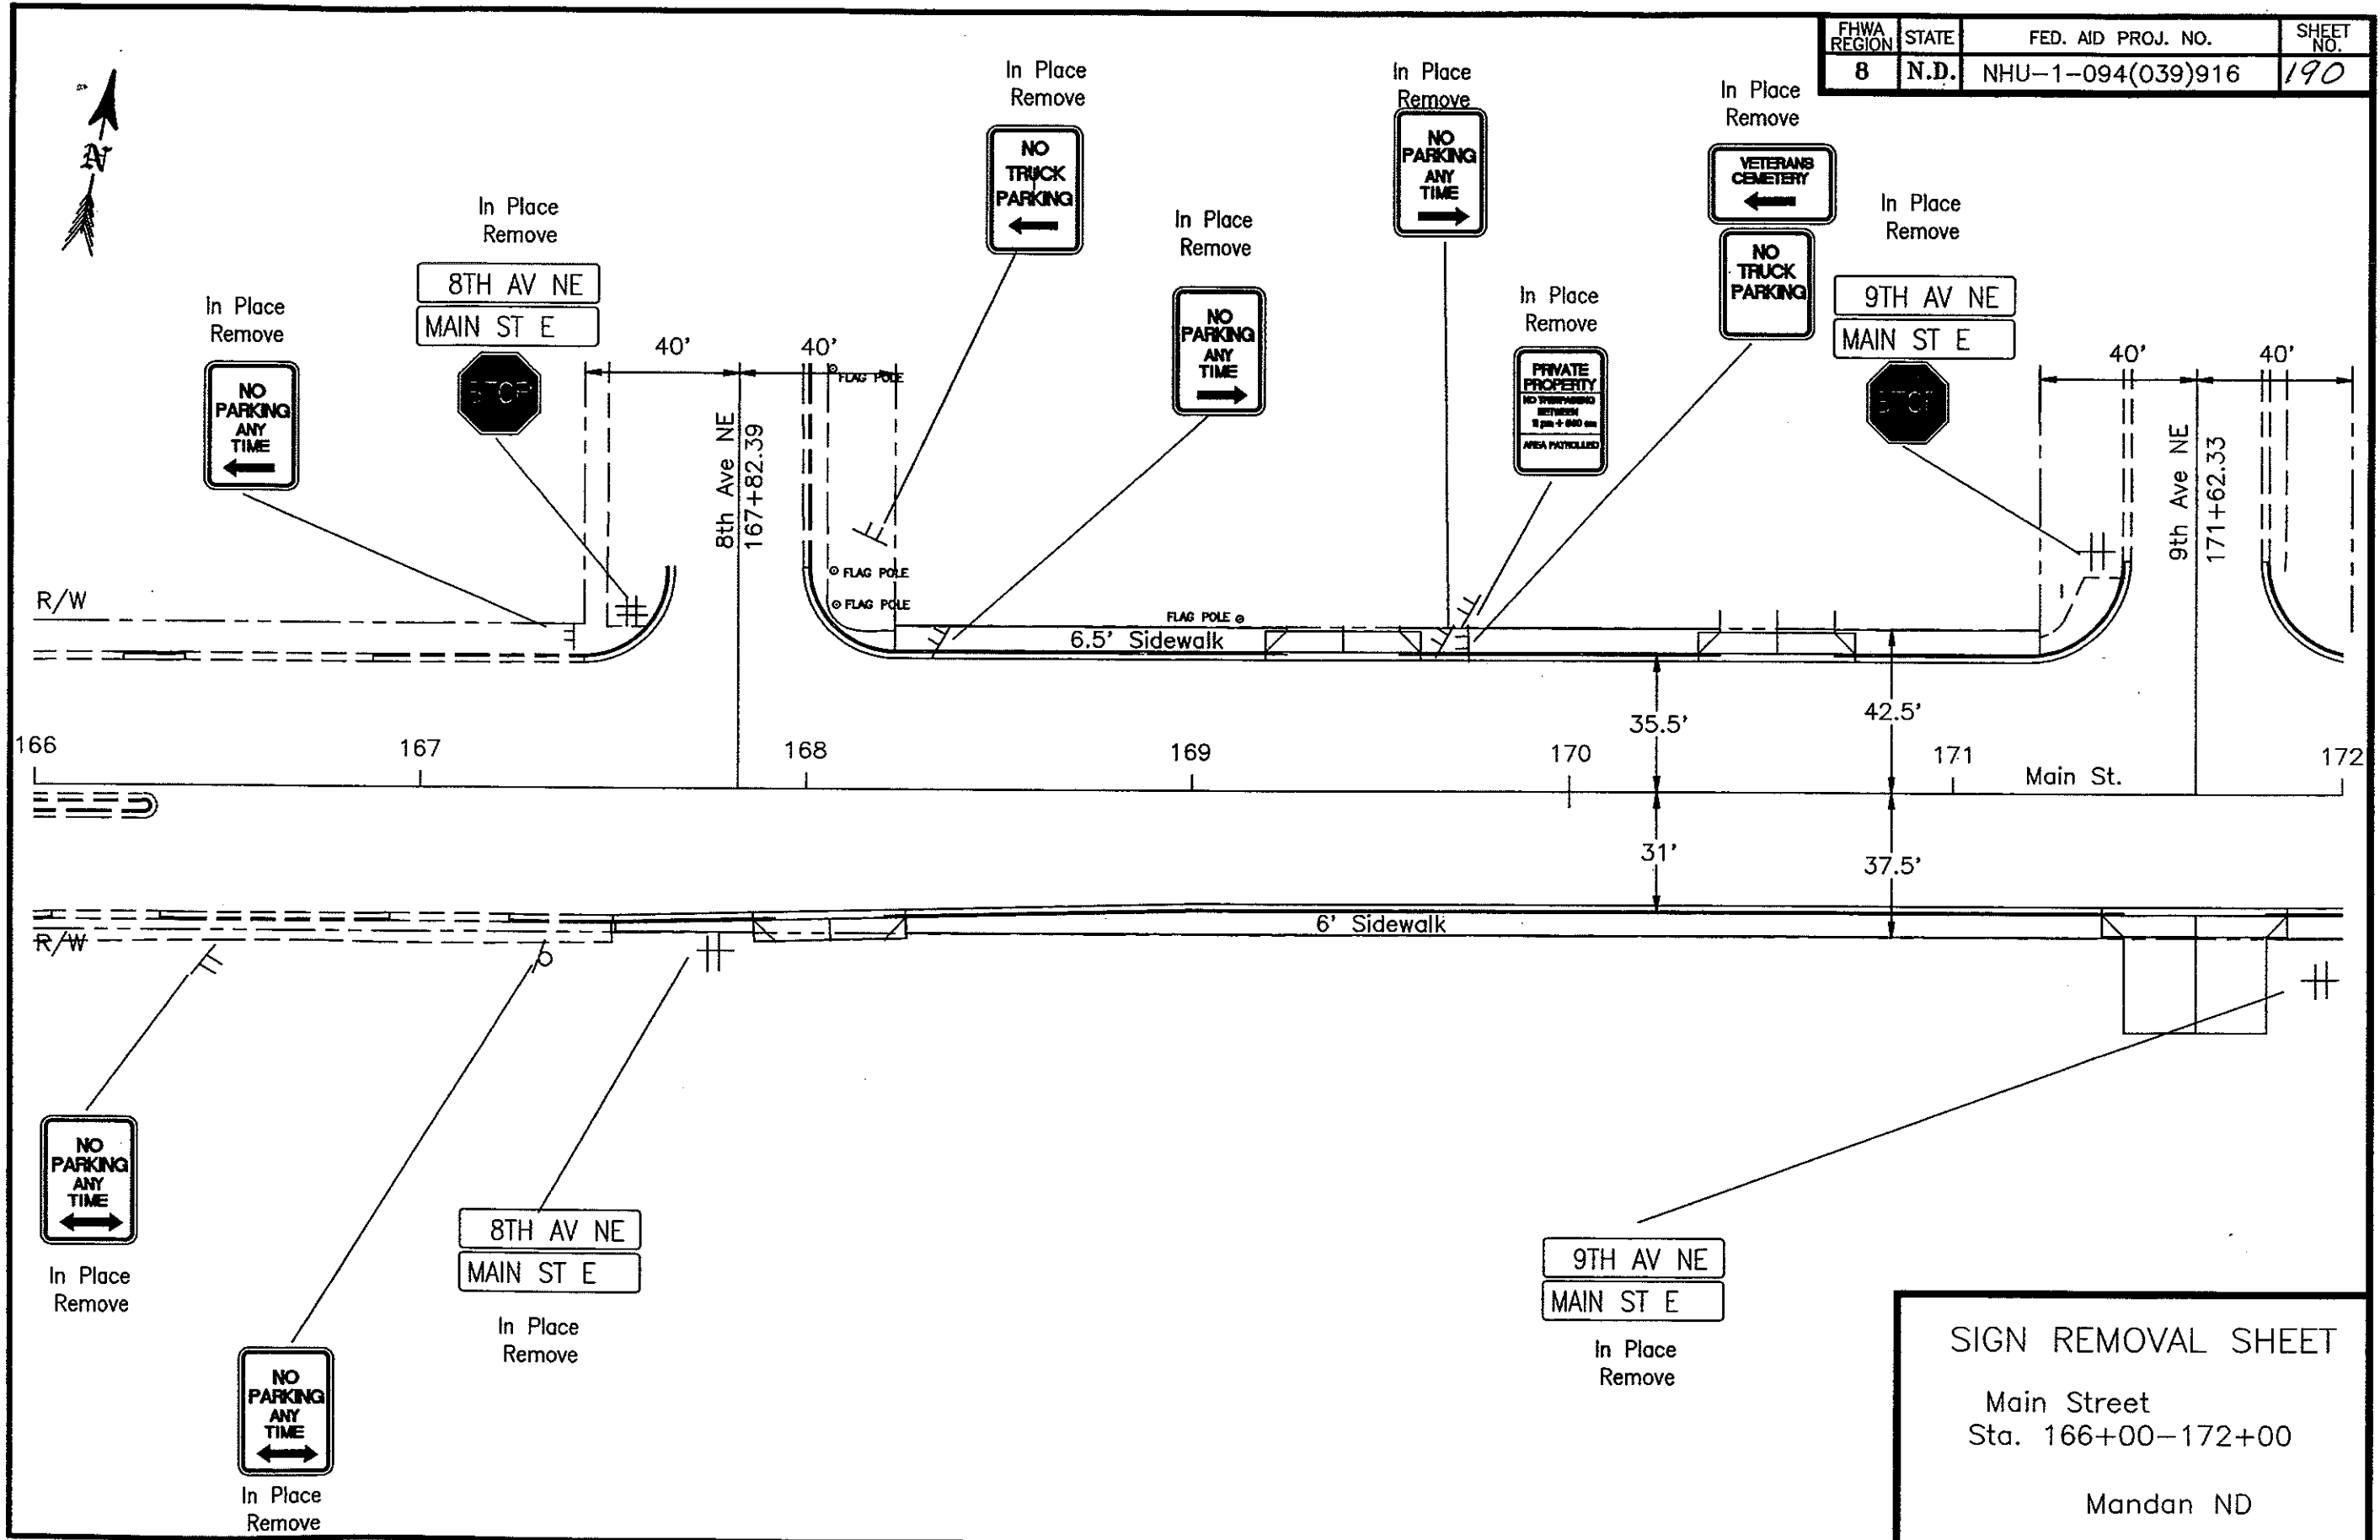 FHWA REGION
STATE
FED. AID PROJ. NO.
SHEET NO.
8
N.D.
NHU-1-094(039)916
190
N
In Place
Remove
NO
PARKING
ANY
TIME
In Place
Remove
8TH AV NE
MAIN ST E
STOP
In Place
Remove
NO
TRUCK
PARKING
In Place
Remove
NO
PARKING
ANY
TIME
In Place
Remove
NO
PARKING
ANY
TIME
In Place
Remove
PRIVATE
PROPERTY
NO TRESPASSING
BETWEEN
AREA PATROLLED
In Place
Remove
VETERANS
CEMETERY
NO
TRUCK
PARKING
In Place
Remove
9TH AV NE
MAIN ST E
STOP
40'
40'
FLAG POLE
8th Ave NE
167+82.39
FLAG POLE
FLAG POLE
FLAG POLE
40'
40'
9th Ave NE
171+62.33
R/W
6.5' Sidewalk
35.5'
42.5'
166
167
168
169
170
171
172
Main St.
31'
37.5'
R/W
6' Sidewalk
NO
PARKING
ANY
TIME
In Place
Remove
NO
PARKING
ANY
TIME
In Place
Remove
8TH AV NE
MAIN ST E
In Place
Remove
9TH AV NE
MAIN ST E
In Place
Remove
SIGN REMOVAL SHEET
Main Street
Sta. 166+00-172+00
Mandan ND